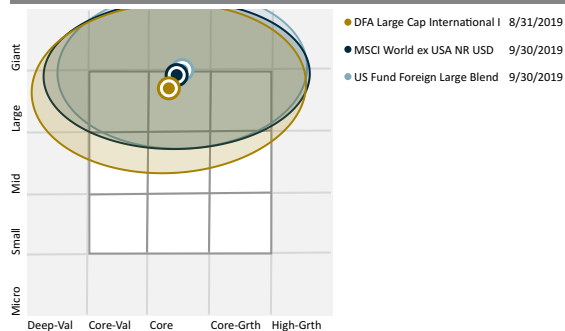 DFA Large Cap International I 8/31/2019
MSCI World ex USA NR USD 9/30/2019
US Fund Foreign Large Blend 9/30/2019
Giant
Large
Mid
Small
Micro
Deep-Val Core-Val Core Core-Grth High-Grth